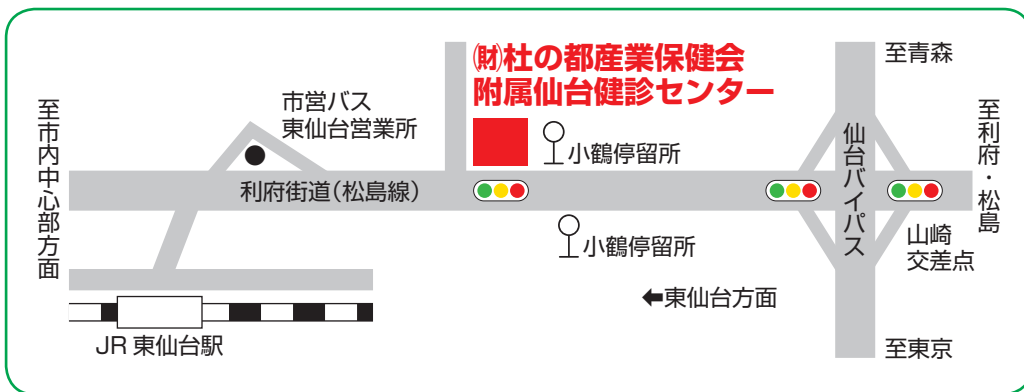 ㈶杜の都産業保健会
附属仙台健診センター
至青森
至市内中心部方面
市営バス
東仙台営業所
小鶴停留所
仙台バイパス
至利府・松島
利府街道（松島線）
小鶴停留所
山崎
交差点
←東仙台方面
JR 東仙台駅
至東京